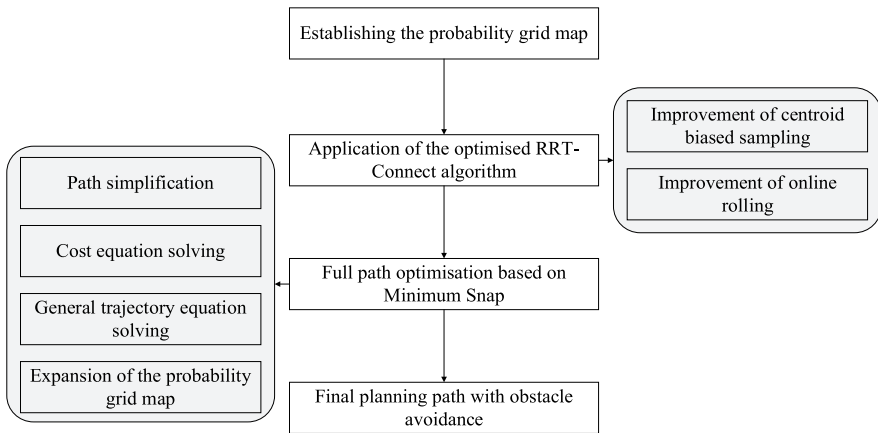 Establishing the probability grid map
Application of the optimised RRT-
Connect algorithm
Improvement of centroid
biased sampling
Improvement of online
rolling
Full path optimisation based on
Minimum Snap
Path simplification
Cost equation solving
General trajectory equation
solving
Expansion of the probability
grid map
Final planning path with obstacle
avoidance